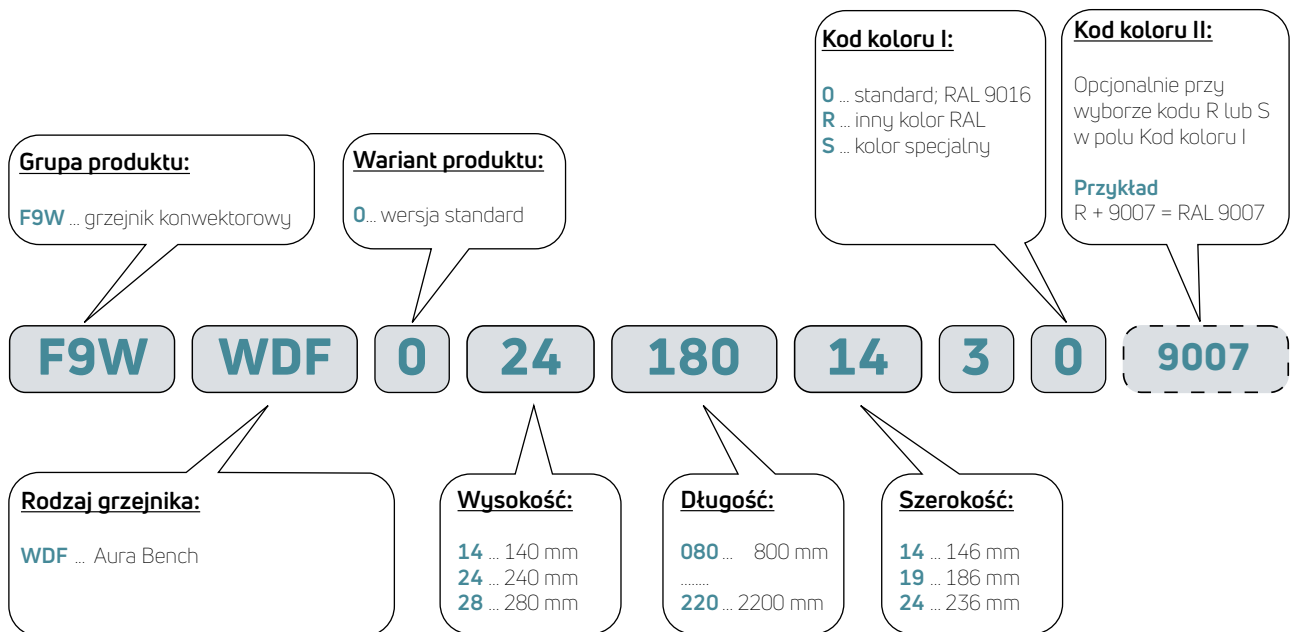 Kod koloru I:
0 ... standard; RAL 9016
R ... inny kolor RAL
S ... kolor specjalny
Kod koloru II:
Opcjonalnie przy
wyborze kodu R lub S
w polu Kod koloru I
Przykład
R + 9007 = RAL 9007
Grupa produktu:
F9W ... grzejnik konwektorowy
Wariant produktu:
0... wersja standard
F9W WDF 0 24 180 14 3 0 9007
Rodzaj grzejnika:
WDF ... Aura Bench
Wysokość:
14 ... 140 mm
24 ... 240 mm
28 ... 280 mm
Długość:
080 ... 800 mm
........
220 ... 2200 mm
Szerokość:
14 ... 146 mm
19 ... 186 mm
24 ... 236 mm